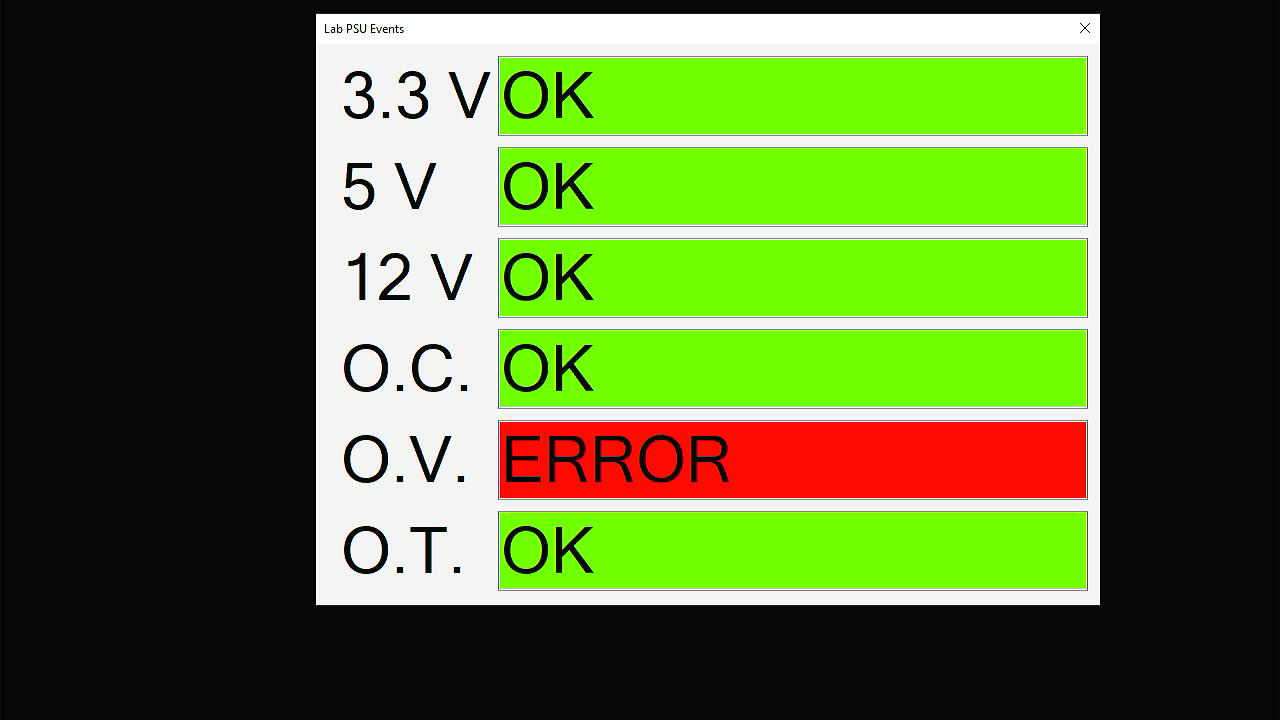 Lab PSU Events
3.3 V OK
5 V OK
12 V OK
O.C. OK
O.V. ERROR
O.T. OK